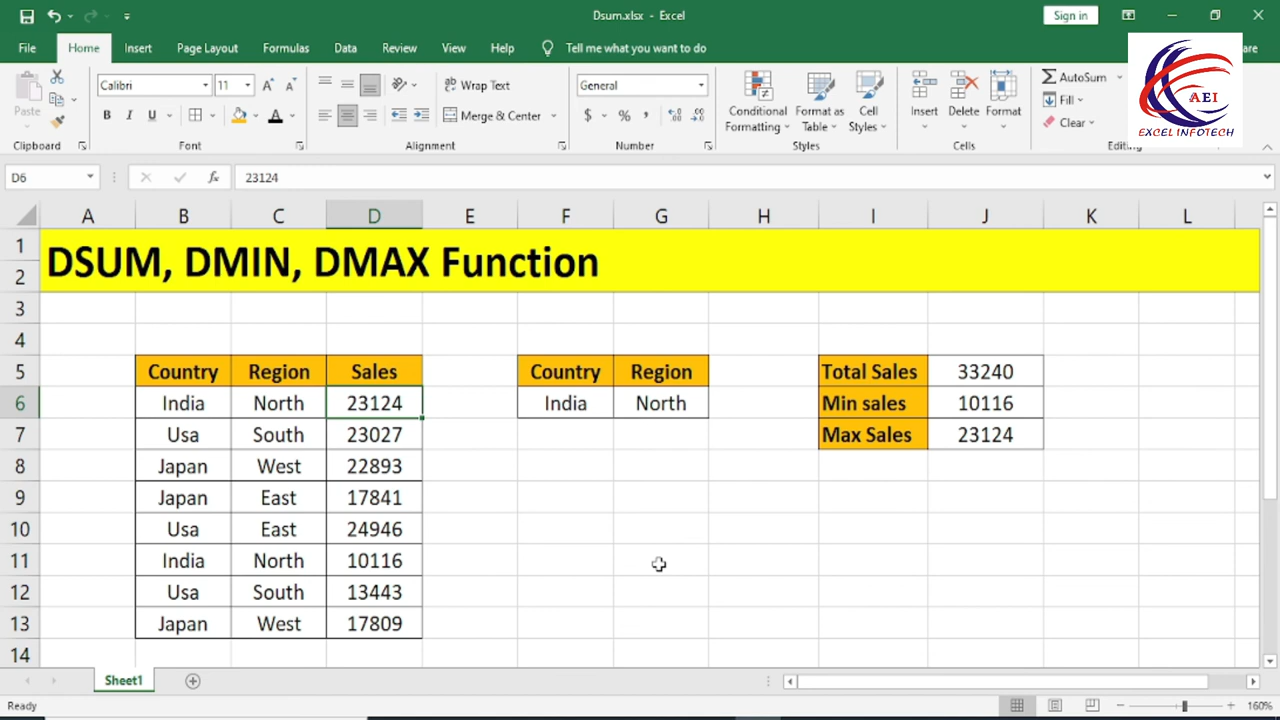 Dsum.xlsx - Excel
Sign in
File Home Insert Page Layout Formulas Data Review View Help Tell me what you want to do
AEI
EXCEL INFOTECH
Paste
Calibri 11
B I U A
Wrap Text
Merge & Center
General
$ % ,
Conditional Formatting
Format as Table
Cell Styles
Insert Delete Format
AutoSum
Fill
Clear
Clipboard Font Alignment Number Styles Cells
D6 fx 23124
A B C D E F G H I J K L
1
2 DSUM, DMIN, DMAX Function
3
4
5 Country Region Sales Country Region Total Sales 33240
6 India North 23124 India North Min sales 10116
7 Usa South 23027 Max Sales 23124
8 Japan West 22893
9 Japan East 17841
10 Usa East 24946
11 India North 10116
12 Usa South 13443
13 Japan West 17809
14
Sheet1
Ready 160%